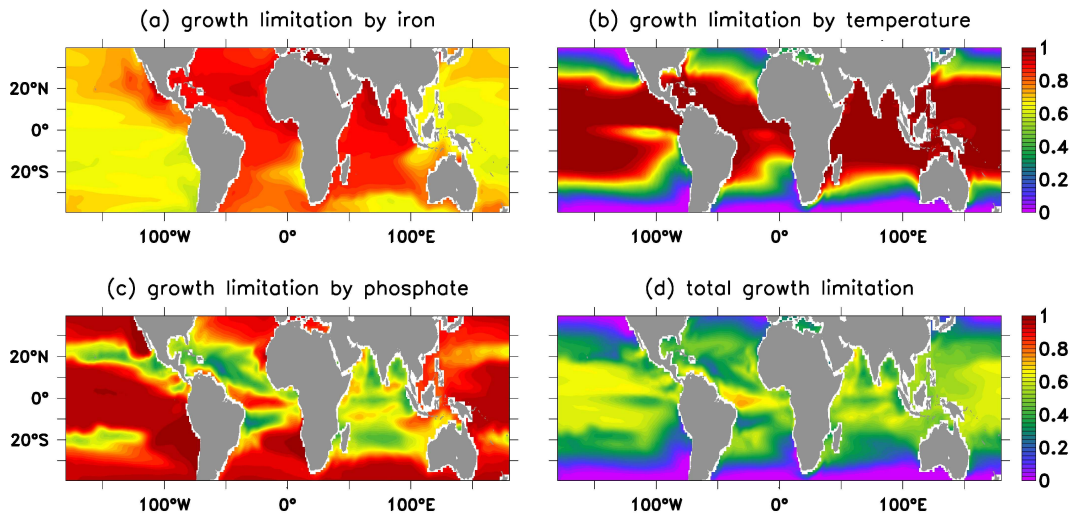 (a) growth limitation by iron
(b) growth limitation by temperature
20°N
0°
20°S
100°W 0° 100°E
100°W 0° 100°E
1
0.8
0.6
0.4
0.2
0
(c) growth limitation by phosphate
(d) total growth limitation
20°N
0°
20°S
100°W 0° 100°E
100°W 0° 100°E
1
0.8
0.6
0.4
0.2
0